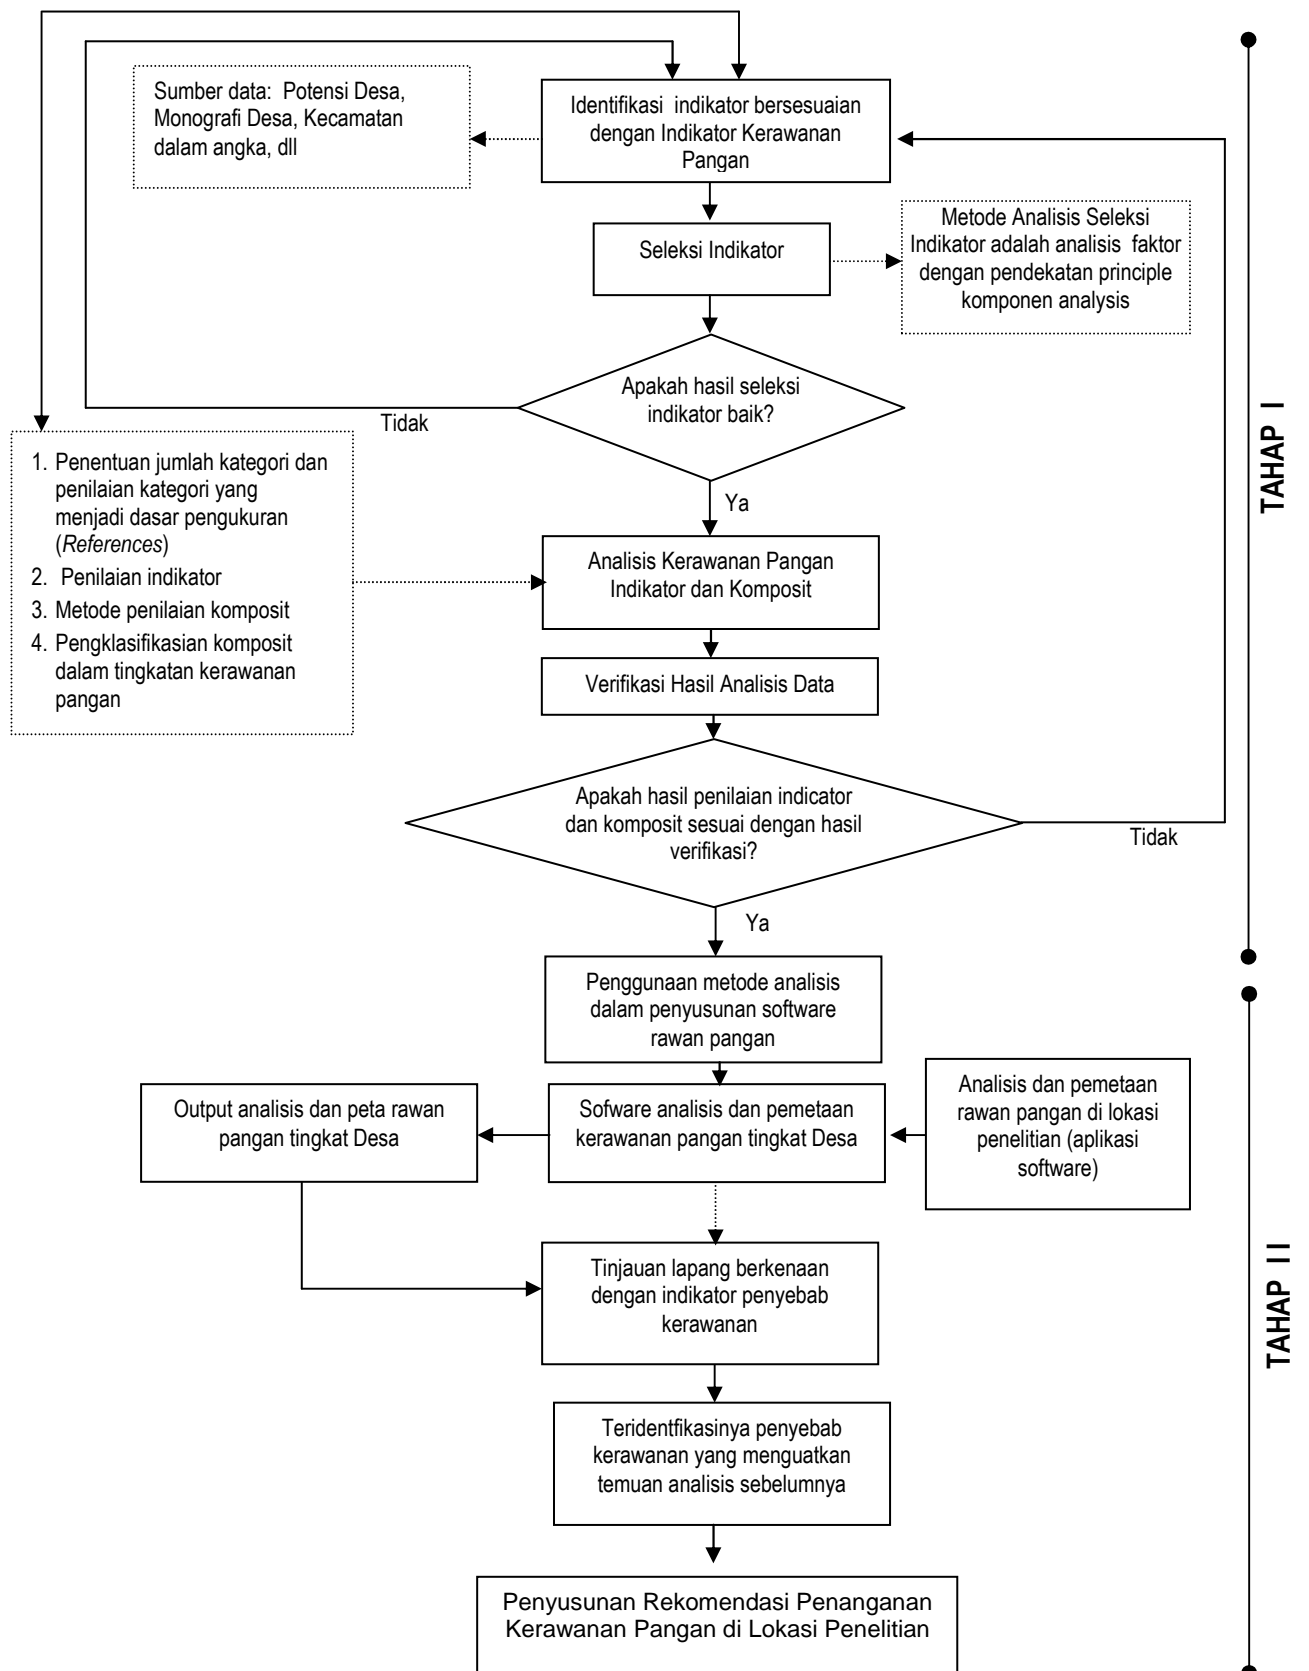 Sumber data:  Potensi Desa,
Monografi Desa, Kecamatan
dalam angka, dll
Identifikasi  indikator bersesuaian
dengan Indikator Kerawanan
Pangan
Seleksi Indikator
Metode Analisis Seleksi
Indikator adalah analisis  faktor
dengan pendekatan principle
komponen analysis
Apakah hasil seleksi
indikator baik?
Tidak
Ya
1. Penentuan jumlah kategori dan
penilaian kategori yang
menjadi dasar pengukuran
(References)
2.  Penilaian indikator
3. Metode penilaian komposit
4. Pengklasifikasian komposit
dalam tingkatan kerawanan
pangan
Analisis Kerawanan Pangan
Indikator dan Komposit
Verifikasi Hasil Analisis Data
Apakah hasil penilaian indicator
dan komposit sesuai dengan hasil
verifikasi?
Tidak
Ya
TAHAP  I
Penggunaan metode analisis
dalam penyusunan software
rawan pangan
Output analisis dan peta rawan
pangan tingkat Desa
Sofware analisis dan pemetaan
kerawanan pangan tingkat Desa
Analisis dan pemetaan
rawan pangan di lokasi
penelitian (aplikasi
software)
Tinjauan lapang berkenaan
dengan indikator penyebab
kerawanan
Teridentfikasinya penyebab
kerawanan yang menguatkan
temuan analisis sebelumnya
Penyusunan Rekomendasi Penanganan
Kerawanan Pangan di Lokasi Penelitian
TAHAP  I I